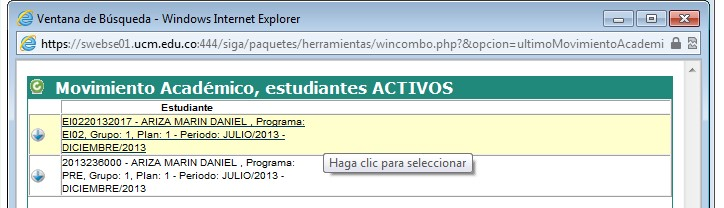 Ventana de Búsqueda - Windows Internet Explorer
https://swebse01.ucm.edu.co:444/siga/paquetes/herramientas/wincombo.php?&opcion=ultimoMovimientoAcademi
Movimiento Académico, estudiantes ACTIVOS
Estudiante
EI0220132017 - ARIZA MARIN DANIEL , Programa:
EI02, Grupo: 1, Plan: 1 - Periodo: JULIO/2013 -
DICIEMBRE/2013
Haga clic para seleccionar
2013236000 - ARIZA MARIN DANIEL , Programa:
PRE, Grupo: 1, Plan: 1 - Periodo: JULIO/2013 -
DICIEMBRE/2013